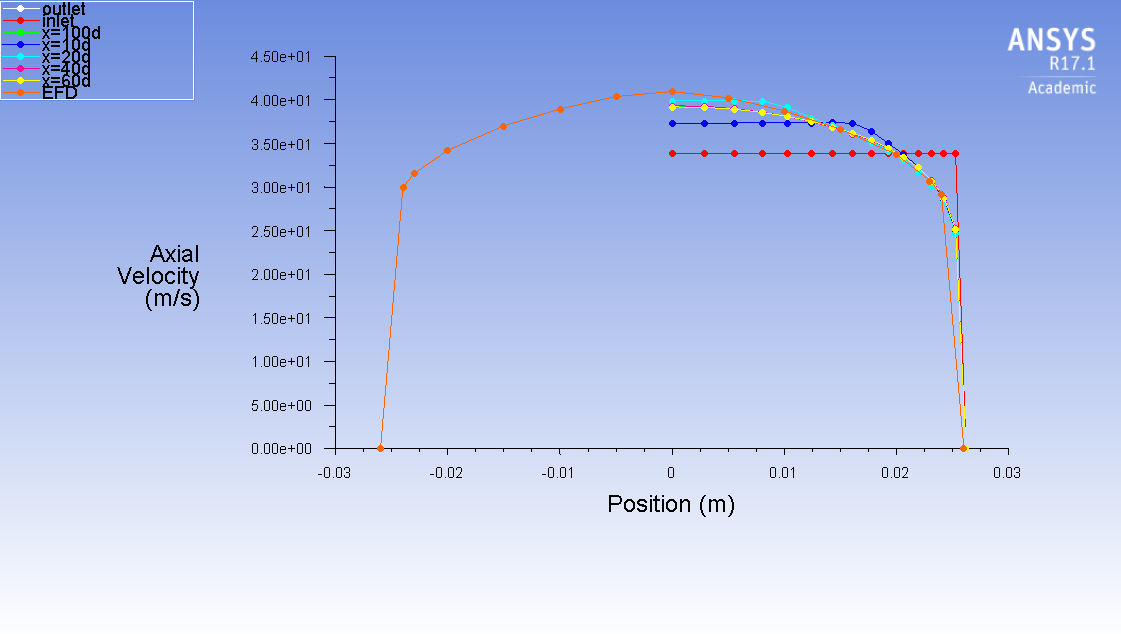 outlet
inlet
x=100d
x=10d
x=20d
x=40d
x=60d
EFD
ANSYS
R17.1
Academic
4.50e+01
4.00e+01
3.50e+01
3.00e+01
2.50e+01
2.00e+01
1.50e+01
1.00e+01
5.00e+00
0.00e+00
Axial
Velocity
(m/s)
-0.03 -0.02 -0.01 0 0.01 0.02 0.03
Position (m)